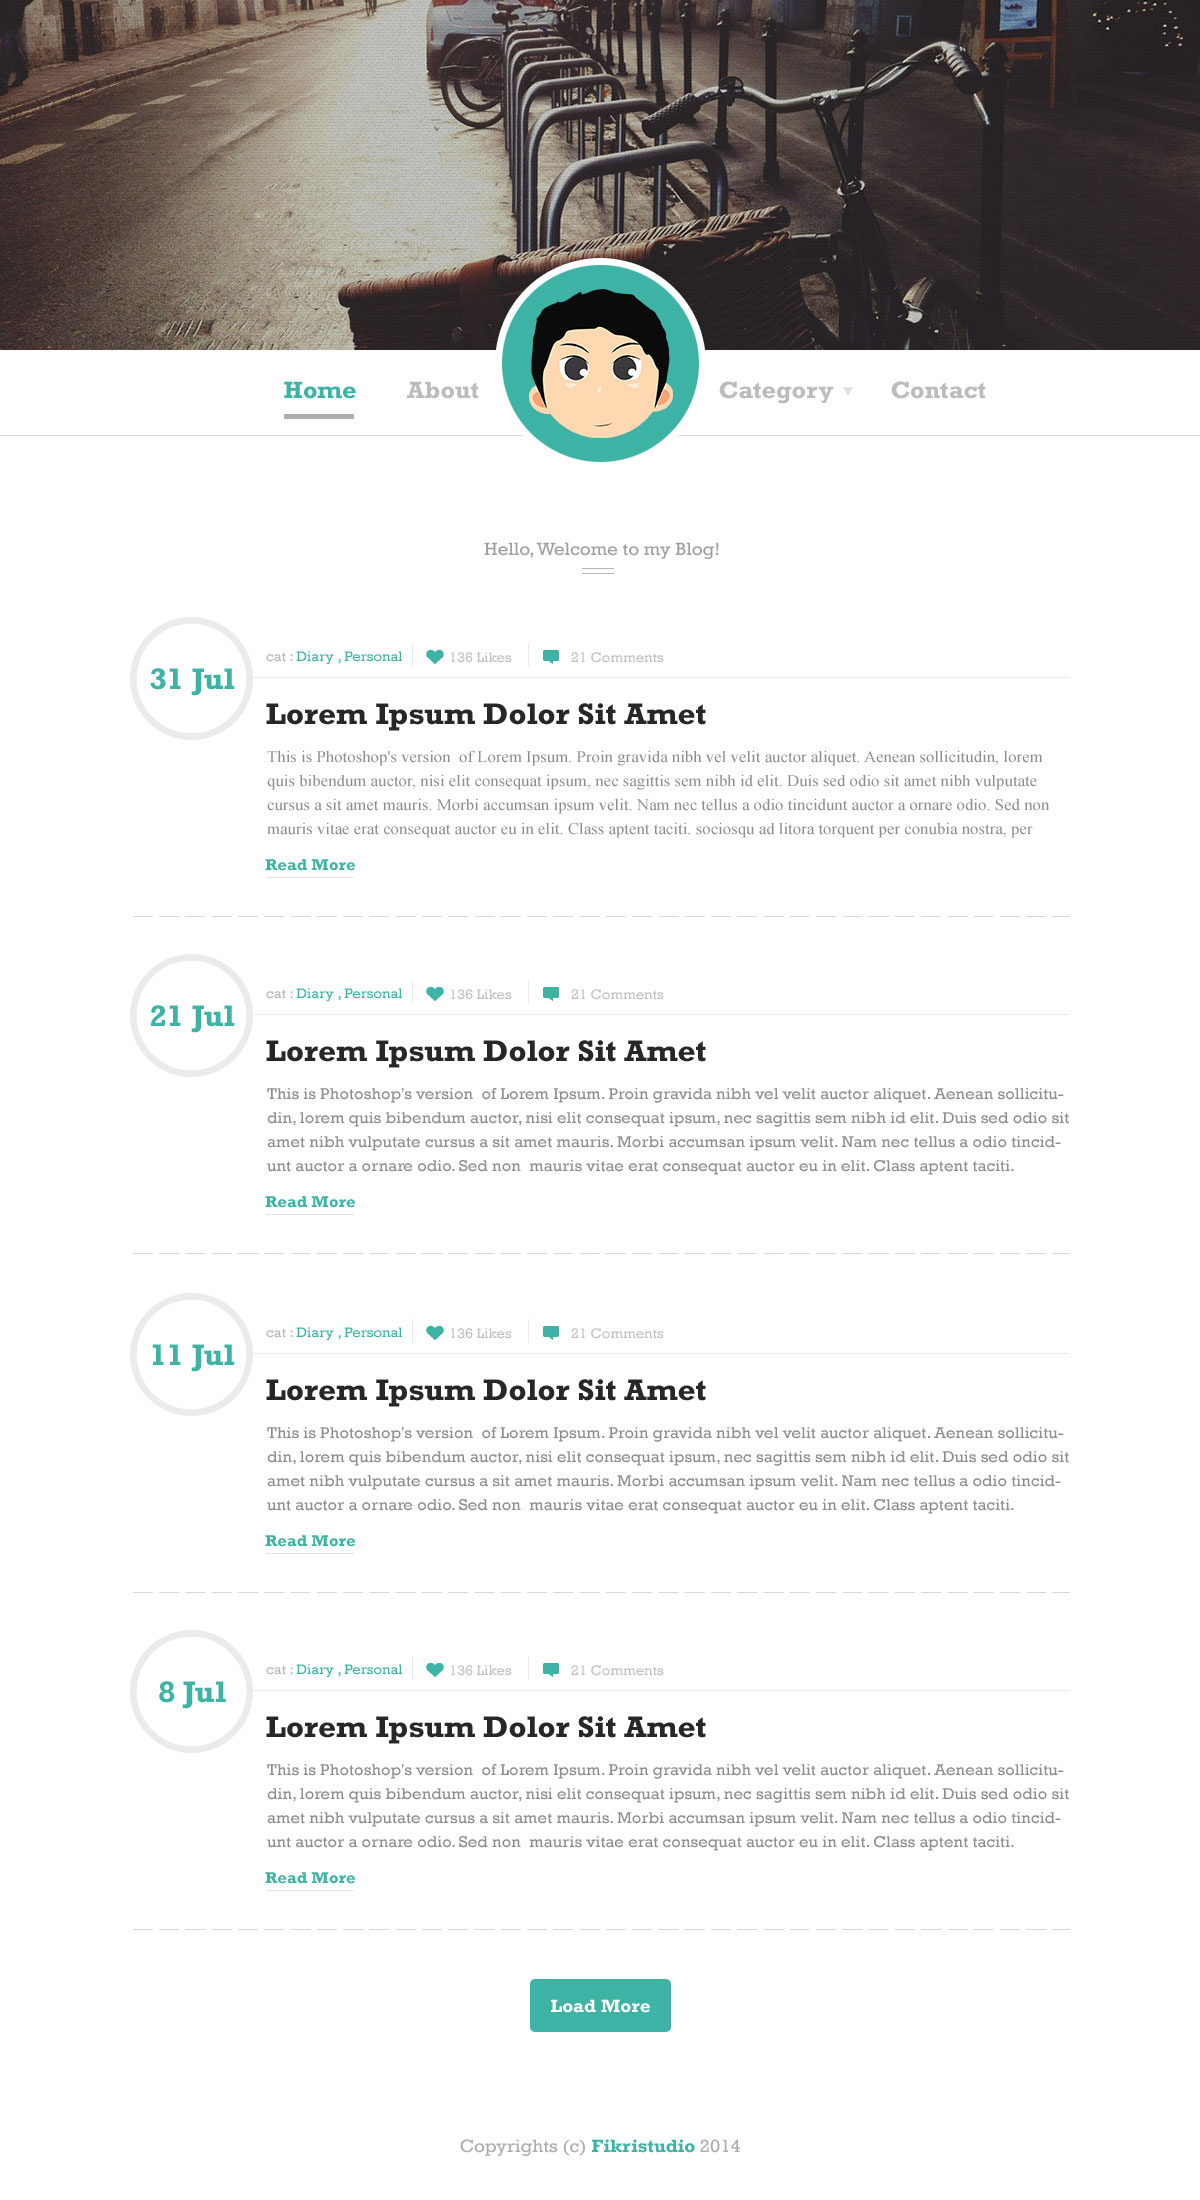 Home About Category Contact
Hello, Welcome to my Blog!
31 Jul
cat : Diary , Personal 136 Likes 21 Comments
Lorem Ipsum Dolor Sit Amet
This is Photoshop's version  of Lorem Ipsum. Proin gravida nibh vel velit auctor aliquet. Aenean sollicitudin, lorem
quis bibendum auctor, nisi elit consequat ipsum, nec sagittis sem nibh id elit. Duis sed odio sit amet nibh vulputate
cursus a sit amet mauris. Morbi accumsan ipsum velit. Nam nec tellus a odio tincidunt auctor a ornare odio. Sed non
mauris vitae erat consequat auctor eu in elit. Class aptent taciti. sociosqu ad litora torquent per conubia nostra, per
Read More
21 Jul
cat : Diary , Personal 136 Likes 21 Comments
Lorem Ipsum Dolor Sit Amet
This is Photoshop's version  of Lorem Ipsum. Proin gravida nibh vel velit auctor aliquet. Aenean sollicitu-
din, lorem quis bibendum auctor, nisi elit consequat ipsum, nec sagittis sem nibh id elit. Duis sed odio sit
amet nibh vulputate cursus a sit amet mauris. Morbi accumsan ipsum velit. Nam nec tellus a odio tincid-
unt auctor a ornare odio. Sed non  mauris vitae erat consequat auctor eu in elit. Class aptent taciti.
Read More
11 Jul
cat : Diary , Personal 136 Likes 21 Comments
Lorem Ipsum Dolor Sit Amet
This is Photoshop's version  of Lorem Ipsum. Proin gravida nibh vel velit auctor aliquet. Aenean sollicitu-
din, lorem quis bibendum auctor, nisi elit consequat ipsum, nec sagittis sem nibh id elit. Duis sed odio sit
amet nibh vulputate cursus a sit amet mauris. Morbi accumsan ipsum velit. Nam nec tellus a odio tincid-
unt auctor a ornare odio. Sed non  mauris vitae erat consequat auctor eu in elit. Class aptent taciti.
Read More
8 Jul
cat : Diary , Personal 136 Likes 21 Comments
Lorem Ipsum Dolor Sit Amet
This is Photoshop's version  of Lorem Ipsum. Proin gravida nibh vel velit auctor aliquet. Aenean sollicitu-
din, lorem quis bibendum auctor, nisi elit consequat ipsum, nec sagittis sem nibh id elit. Duis sed odio sit
amet nibh vulputate cursus a sit amet mauris. Morbi accumsan ipsum velit. Nam nec tellus a odio tincid-
unt auctor a ornare odio. Sed non  mauris vitae erat consequat auctor eu in elit. Class aptent taciti.
Read More
Load More
Copyrights (c) Fikristudio 2014